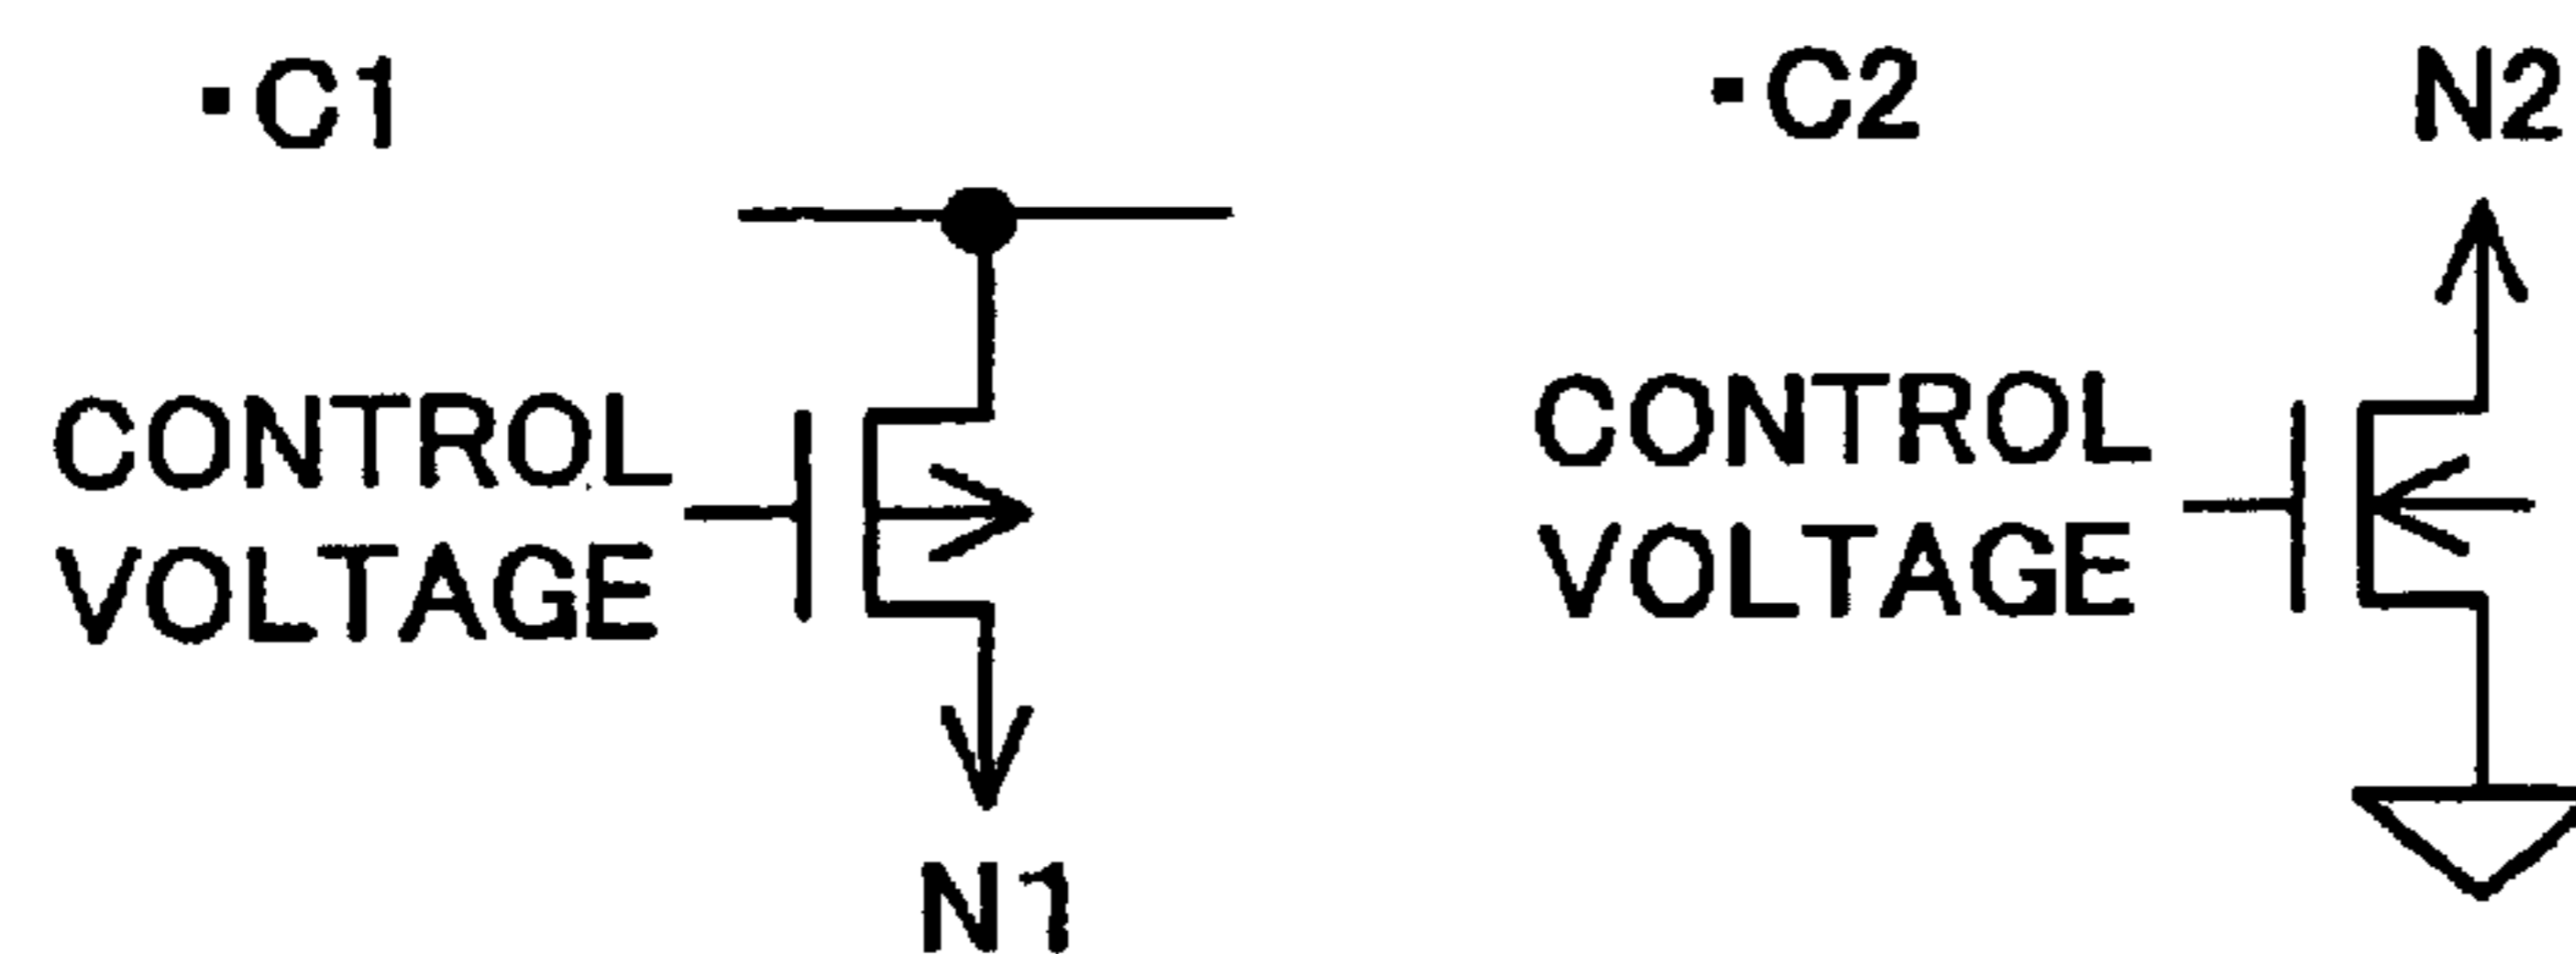 ▪C1
CONTROL
VOLTAGE
N1
▪C2
N2
CONTROL
VOLTAGE